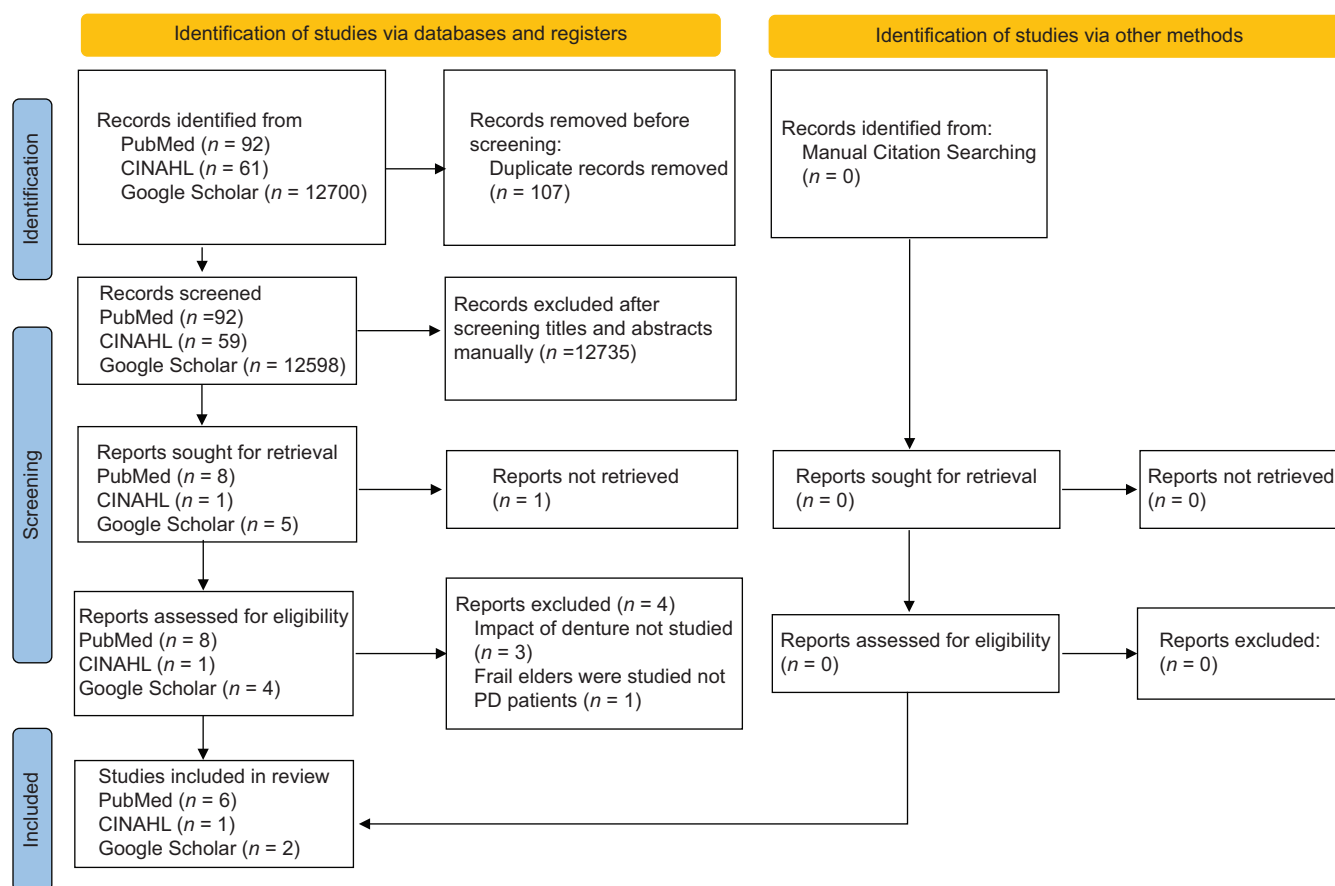 Identification of studies via databases and registers
Identification of studies via other methods
Identification
Records identified from
PubMed (n = 92)
CINAHL (n = 61)
Google Scholar (n = 12700)
Records removed before
screening:
Duplicate records removed
(n = 107)
Records identified from:
Manual Citation Searching
(n = 0)
Screening
Records screened
PubMed (n =92)
CINAHL (n = 59)
Google Scholar (n = 12598)
Records excluded after
screening titles and abstracts
manually (n =12735)
Reports sought for retrieval
PubMed (n = 8)
CINAHL (n = 1)
Google Scholar (n = 5)
Reports not retrieved
(n = 1)
Reports sought for retrieval
(n = 0)
Reports not retrieved
(n = 0)
Reports assessed for eligibility
PubMed (n = 8)
CINAHL (n = 1)
Google Scholar (n = 4)
Reports excluded (n = 4)
Impact of denture not studied
(n = 3)
Frail elders were studied not
PD patients (n = 1)
Reports assessed for eligibility
(n = 0)
Reports excluded:
(n = 0)
Included
Studies included in review
PubMed (n = 6)
CINAHL (n = 1)
Google Scholar (n = 2)